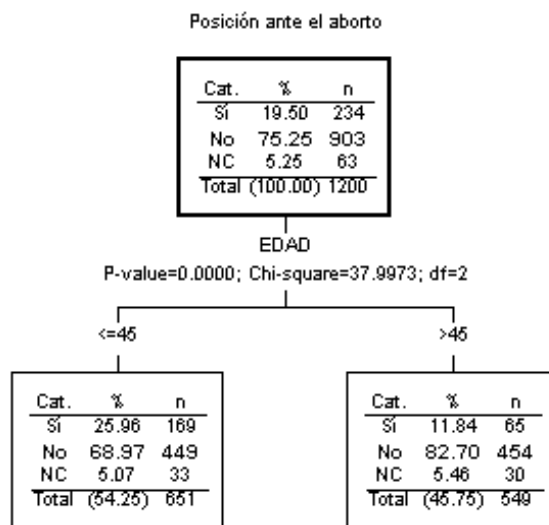 Posición ante el aborto
Cat. % n
Sí 19.50 234
No 75.25 903
NC 5.25 63
Total (100.00) 1200
EDAD
P-value=0.0000; Chi-square=37.9973; df=2
<=45
>45
Cat. % n
Sí 25.96 169
No 68.97 449
NC 5.07 33
Total (54.25) 651
Cat. % n
Sí 11.84 65
No 82.70 454
NC 5.46 30
Total (45.75) 549